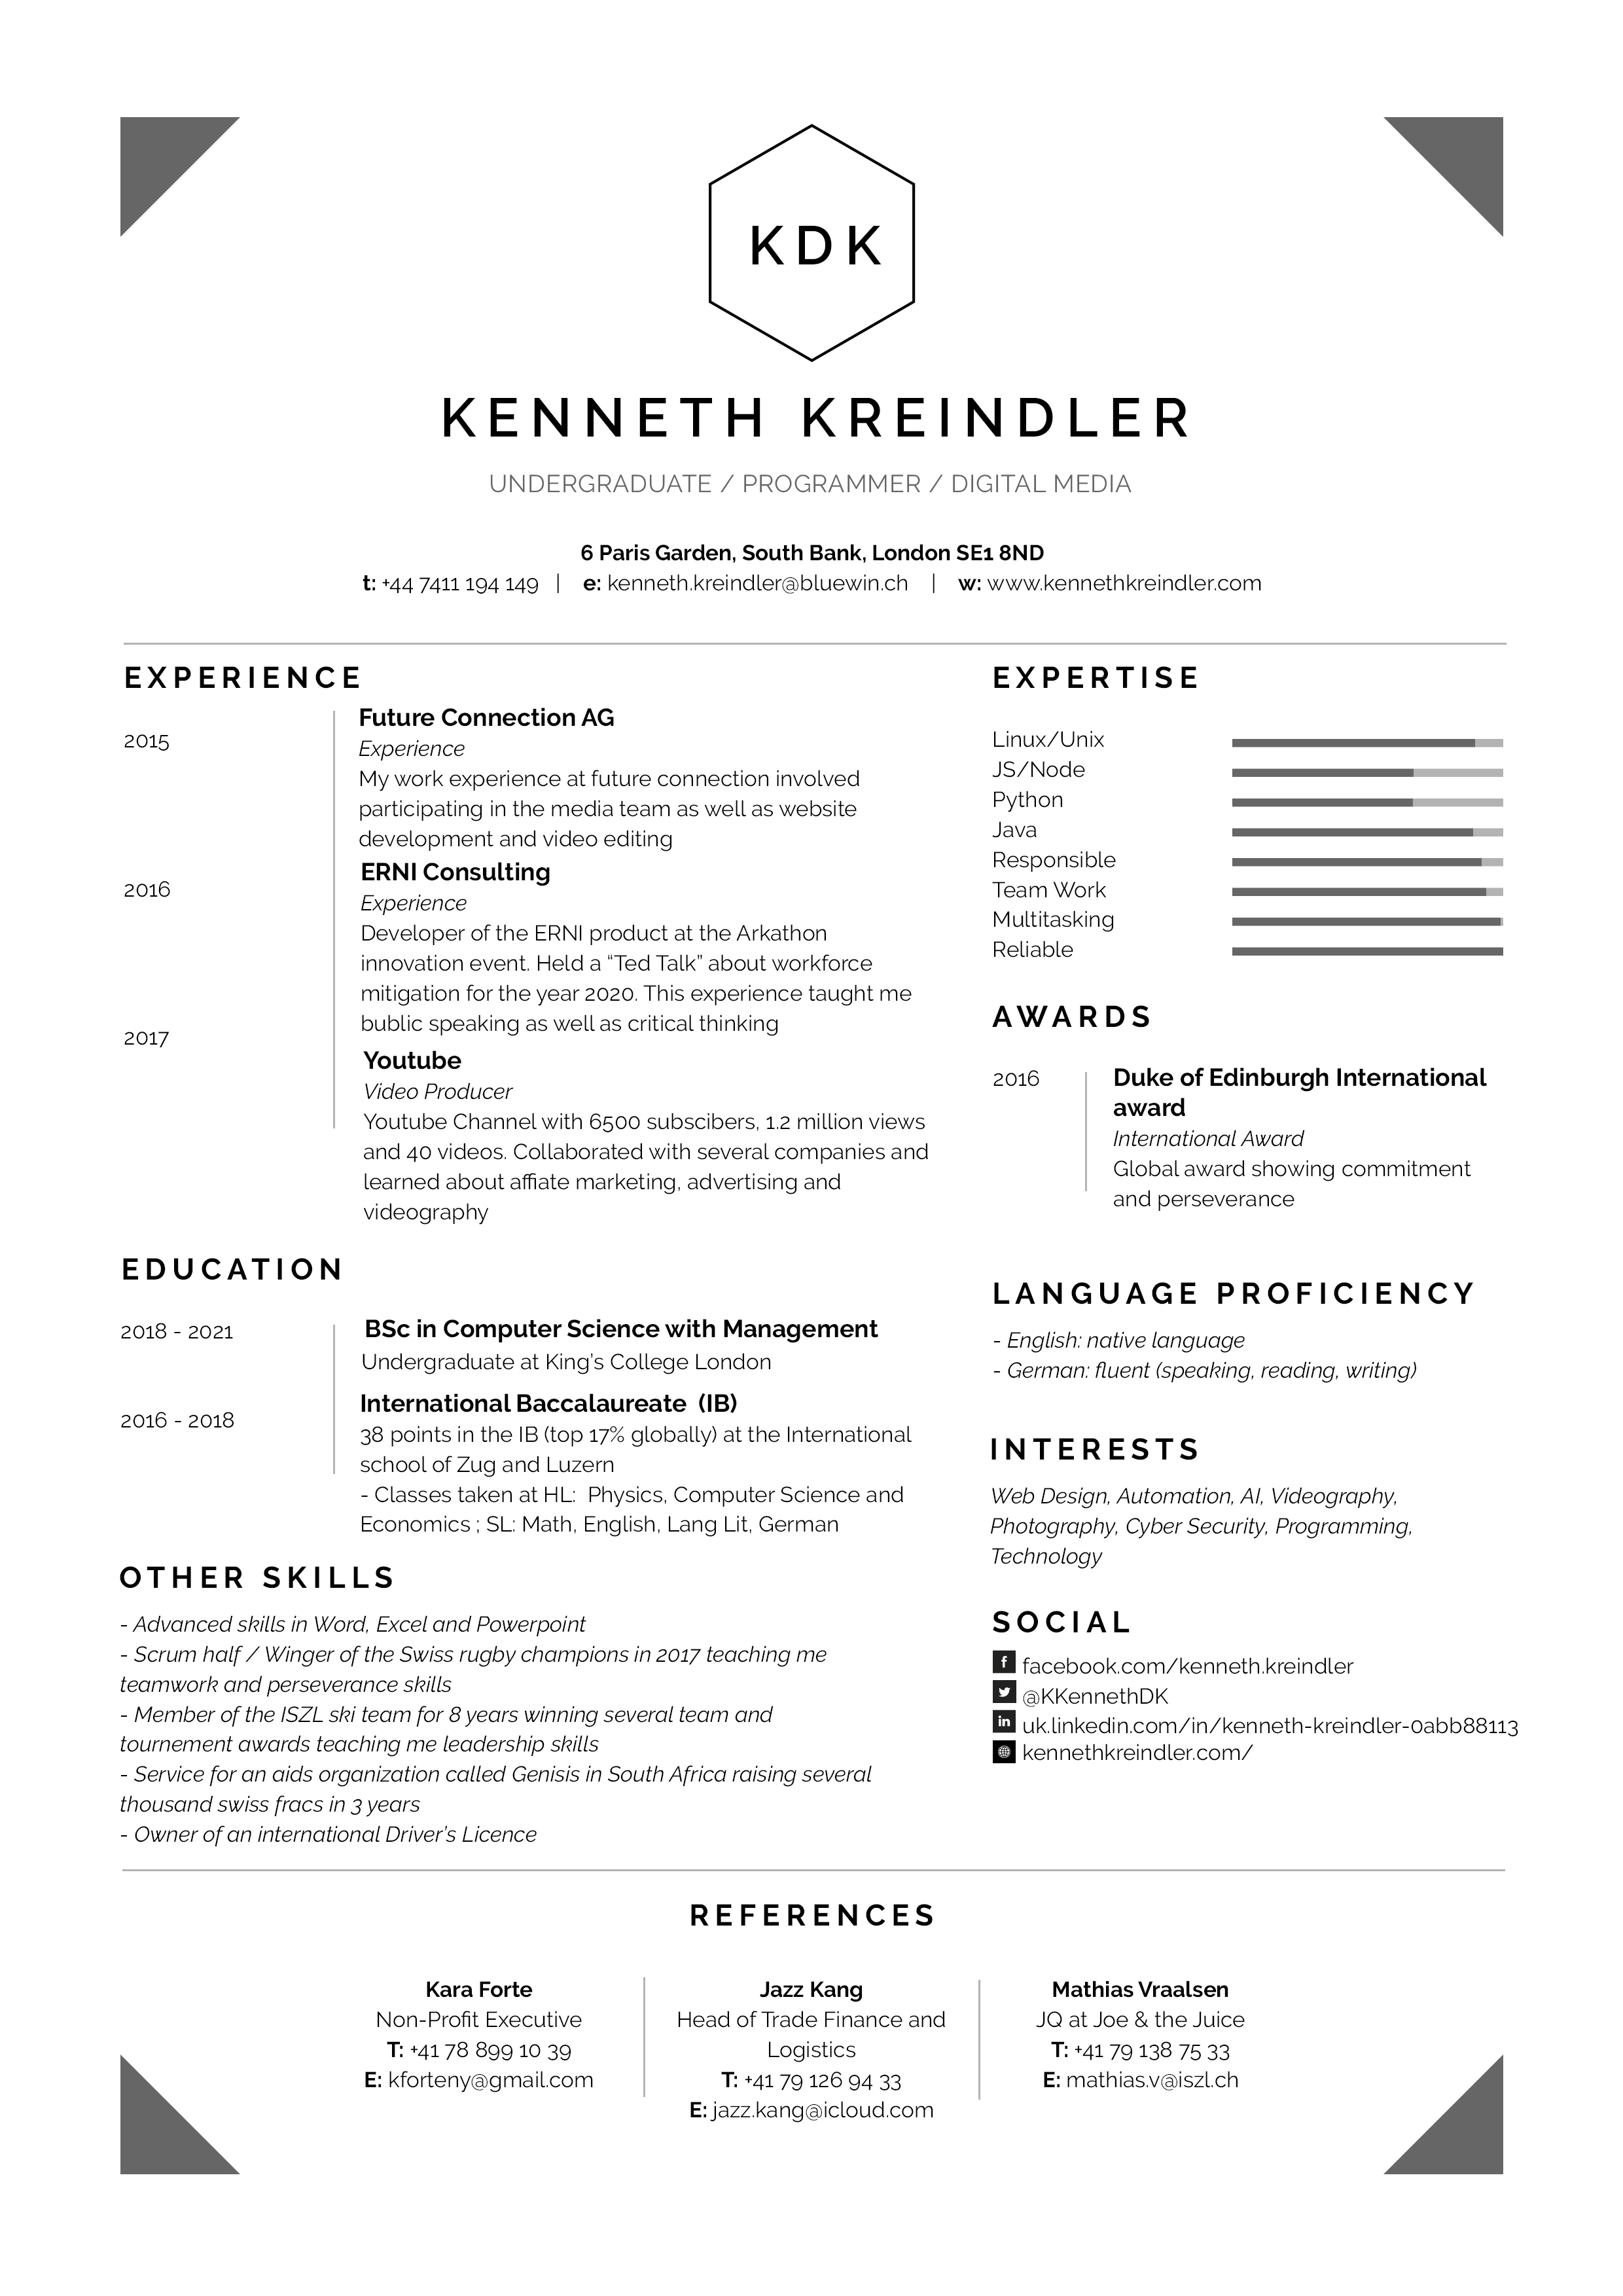 KDK
KENNETH KREINDLER
UNDERGRADUATE / PROGRAMMER / DIGITAL MEDIA
6 Paris Garden, South Bank, London SE1 8ND
t: +44 7411 194 149 | e: kenneth.kreindler@bluewin.ch | w: www.kennethkreindler.com
EXPERIENCE
2015
Future Connection AG
Experience
My work experience at future connection involved
participating in the media team as well as website
development and video editing
2016
ERNI Consulting
Experience
Developer of the ERNI product at the Arkathon
innovation event. Held a “Ted Talk” about workforce
mitigation for the year 2020. This experience taught me
bublic speaking as well as critical thinking
2017
Youtube
Video Producer
Youtube Channel with 6500 subscibers, 1.2 million views
and 40 videos. Collaborated with several companies and
learned about affiate marketing, advertising and
videography
EDUCATION
2018 - 2021
BSc in Computer Science with Management
Undergraduate at King's College London
2016 - 2018
International Baccalaureate (IB)
38 points in the IB (top 17% globally) at the International
school of Zug and Luzern
- Classes taken at HL: Physics, Computer Science and
Economics ; SL: Math, English, Lang Lit, German
OTHER SKILLS
- Advanced skills in Word, Excel and Powerpoint
- Scrum half / Winger of the Swiss rugby champions in 2017 teaching me
teamwork and perseverance skills
- Member of the ISZL ski team for 8 years winning several team and
tournement awards teaching me leadership skills
- Service for an aids organization called Genisis in South Africa raising several
thousand swiss fracs in 3 years
- Owner of an international Driver's Licence
EXPERTISE
Linux/Unix
JS/Node
Python
Java
Responsible
Team Work
Multitasking
Reliable
AWARDS
2016
Duke of Edinburgh International
award
International Award
Global award showing commitment
and perseverance
LANGUAGE PROFICIENCY
- English: native language
- German: fluent (speaking, reading, writing)
INTERESTS
Web Design, Automation, AI, Videography,
Photography, Cyber Security, Programming,
Technology
SOCIAL
facebook.com/kenneth.kreindler
@KKennethDK
uk.linkedin.com/in/kenneth-kreindler-0abb88113
kennethkreindler.com/
REFERENCES
Kara Forte
Non-Profit Executive
T: +41 78 899 10 39
E: kforteny@gmail.com
Jazz Kang
Head of Trade Finance and
Logistics
T: +41 79 126 94 33
E: jazz.kang@icloud.com
Mathias Vraalsen
JQ at Joe & the Juice
T: +41 79 138 75 33
E: mathias.v@iszl.ch